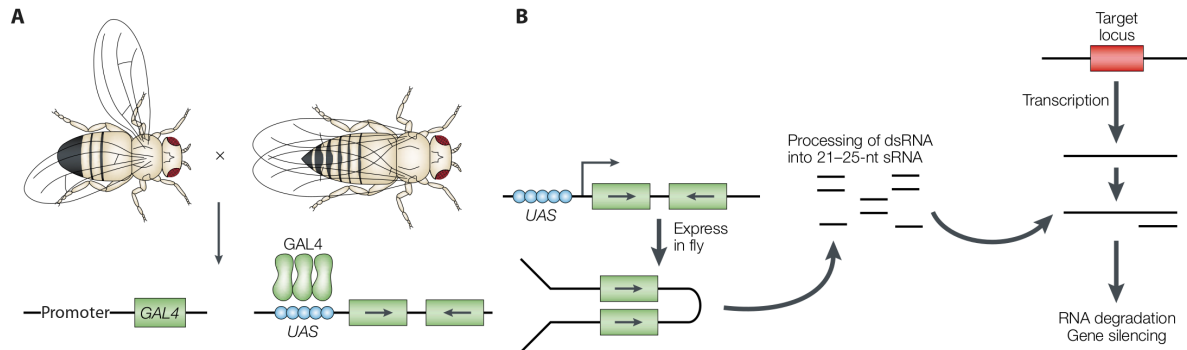 A
×
GAL4
Promoter
GAL4
UAS
B
UAS
Express
in fly
Processing of dsRNA
into 21–25-nt sRNA
Target
locus
Transcription
RNA degradation
Gene silencing